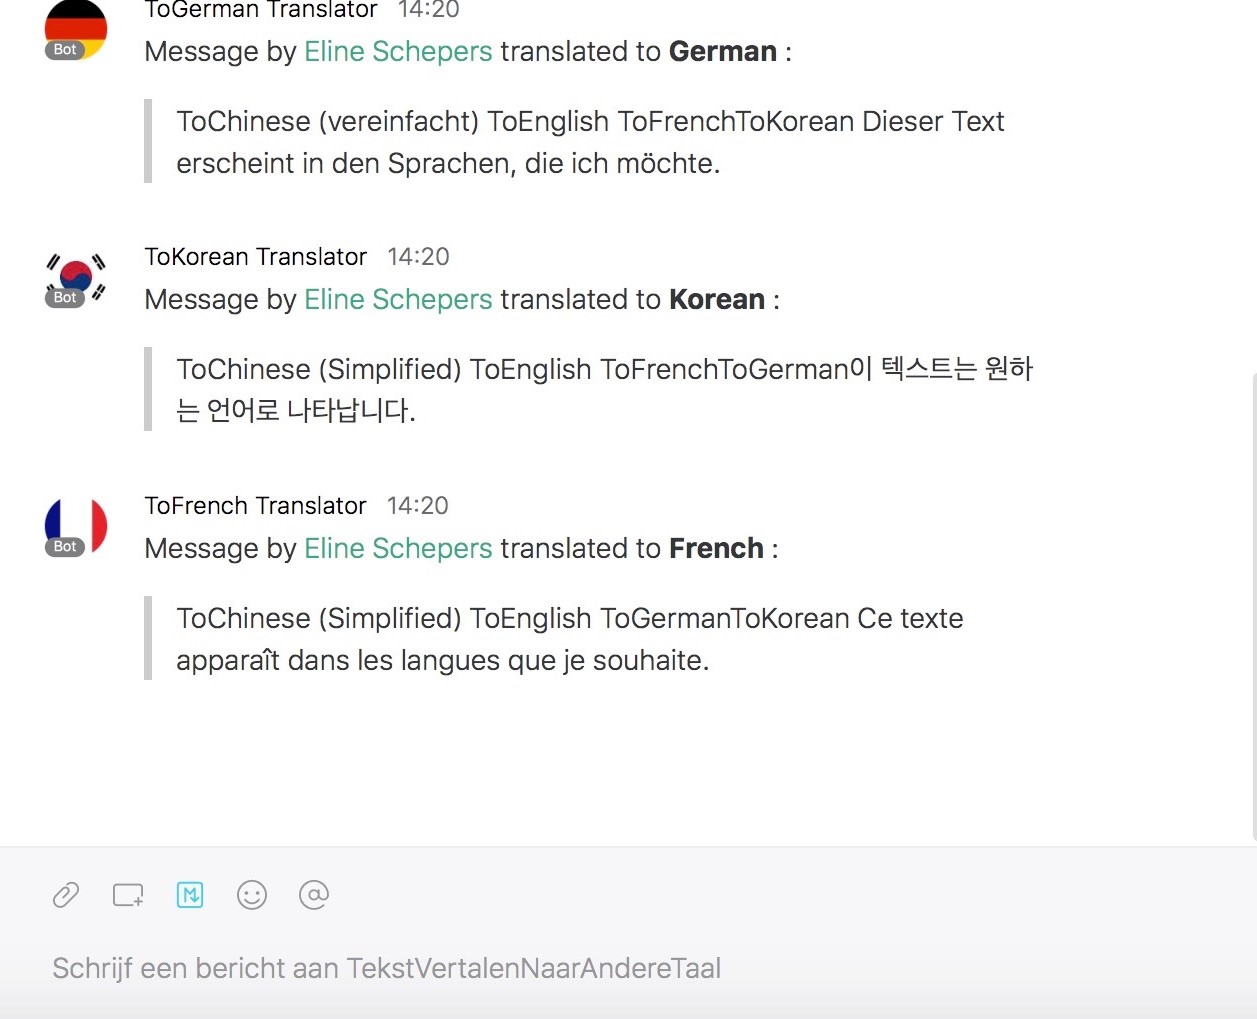 ToGerman Translator 14:20
Bot
Message by Eline Schepers translated to German :
ToChinese (vereinfacht) ToEnglish ToFrenchToKorean Dieser Text
erscheint in den Sprachen, die ich möchte.
ToKorean Translator 14:20
Bot
Message by Eline Schepers translated to Korean :
ToChinese (Simplified) ToEnglish ToFrenchToGerman이 텍스트는 원하
는 언어로 나타납니다.
ToFrench Translator 14:20
Bot
Message by Eline Schepers translated to French :
ToChinese (Simplified) ToEnglish ToGermanToKorean Ce texte
apparaît dans les langues que je souhaite.
Schrijf een bericht aan TekstVertalenNaarAndereTaal